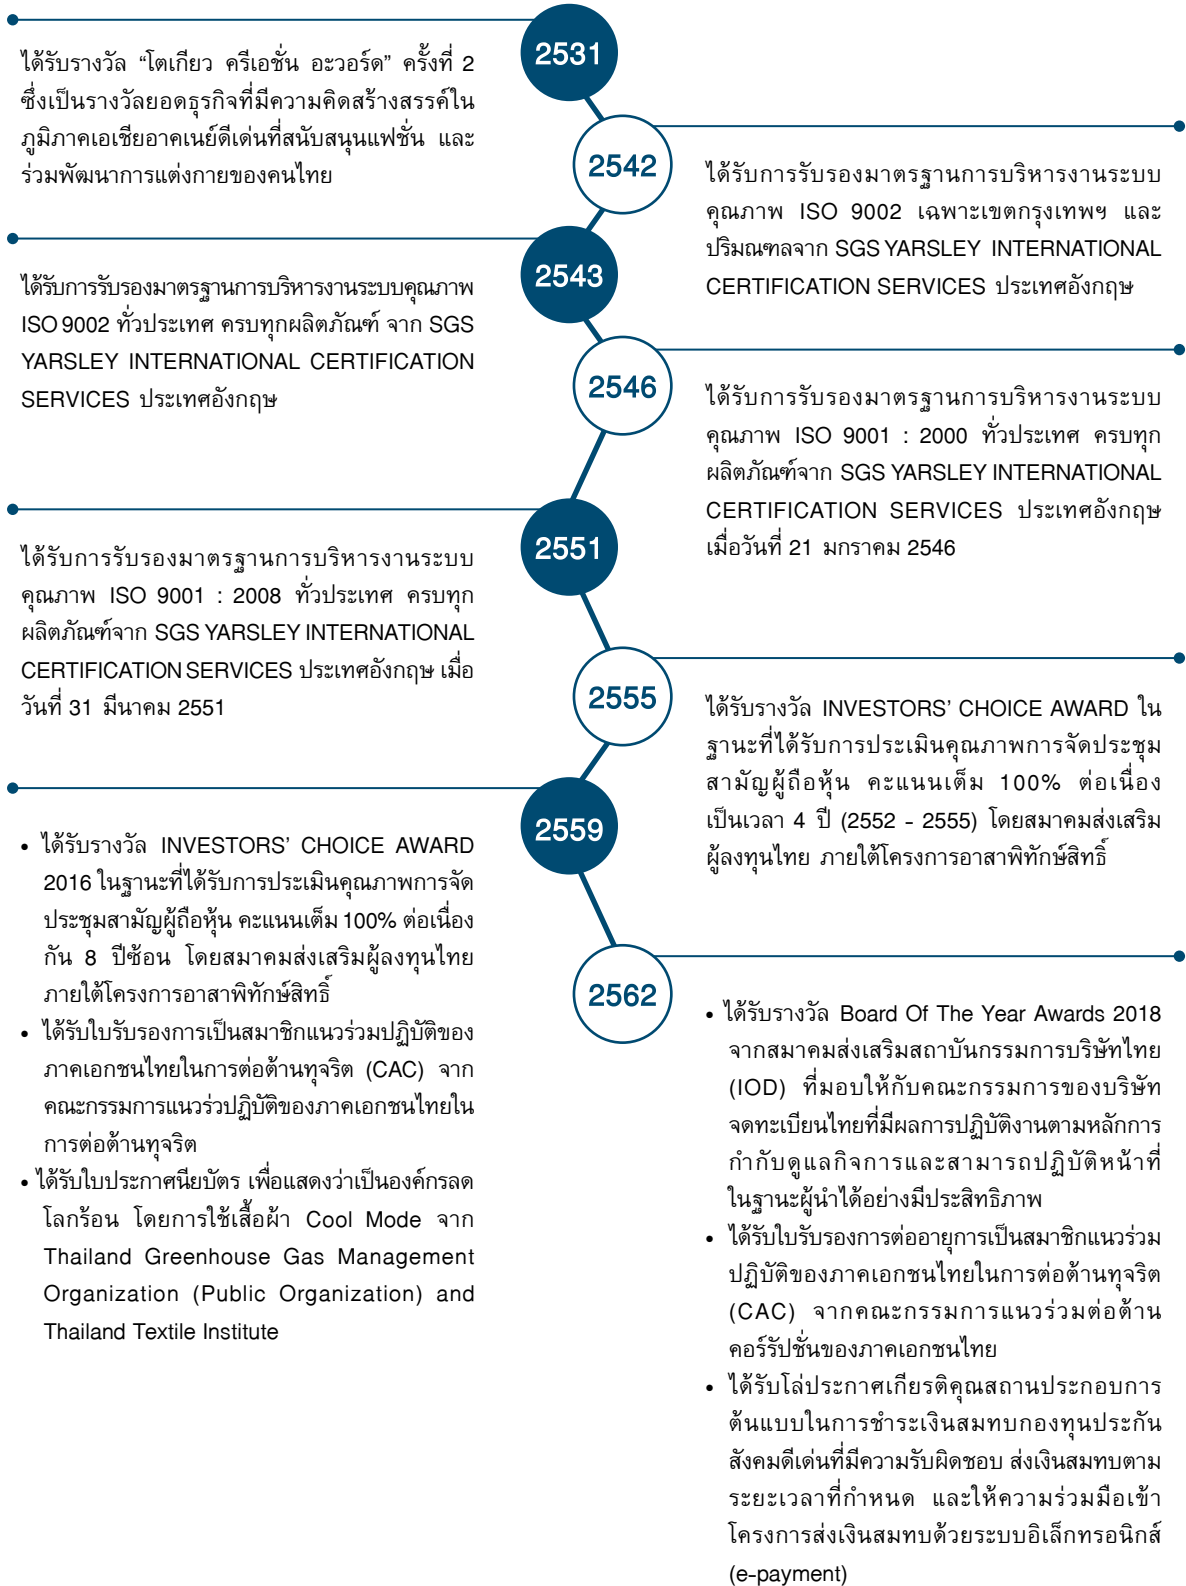 2531
ได้รับรางวัล “โตเกียว ครีเอชั่น อะวอร์ด” ครั้งที่ 2
ซึ่งเป็นรางวัลยอดธุรกิจที่มีความคิดสร้างสรรค์ใน
ภูมิภาคเอเชียอาคเนย์ดีเด่นที่สนับสนุนแฟชั่น และ
ร่วมพัฒนาการแต่งกายของคนไทย
2542
ได้รับการรับรองมาตรฐานการบริหารงานระบบ
คุณภาพ ISO 9002 เฉพาะเขตกรุงเทพฯ และ
ปริมณฑลจาก SGS YARSLEY INTERNATIONAL
CERTIFICATION SERVICES ประเทศอังกฤษ
2543
ได้รับการรับรองมาตรฐานการบริหารงานระบบคุณภาพ
ISO 9002 ทั่วประเทศ ครบทุกผลิตภัณฑ์ จาก SGS
YARSLEY INTERNATIONAL CERTIFICATION
SERVICES ประเทศอังกฤษ
2546
ได้รับการรับรองมาตรฐานการบริหารงานระบบ
คุณภาพ ISO 9001 : 2000 ทั่วประเทศ ครบทุก
ผลิตภัณฑ์จาก SGS YARSLEY INTERNATIONAL
CERTIFICATION SERVICES ประเทศอังกฤษ
เมื่อวันที่ 21 มกราคม 2546
2551
ได้รับการรับรองมาตรฐานการบริหารงานระบบ
คุณภาพ ISO 9001 : 2008 ทั่วประเทศ ครบทุก
ผลิตภัณฑ์จาก SGS YARSLEY INTERNATIONAL
CERTIFICATION SERVICES ประเทศอังกฤษ เมื่อ
วันที่ 31 มีนาคม 2551
2555
ได้รับรางวัล INVESTORS’ CHOICE AWARD ใน
ฐานะที่ได้รับการประเมินคุณภาพการจัดประชุม
สามัญผู้ถือหุ้น คะแนนเต็ม 100% ต่อเนื่อง
เป็นเวลา 4 ปี (2552 - 2555) โดยสมาคมส่งเสริม
ผู้ลงทุนไทย ภายใต้โครงการอาสาพิทักษ์สิทธิ์
2559
• ได้รับรางวัล INVESTORS’ CHOICE AWARD
2016 ในฐานะที่ได้รับการประเมินคุณภาพการจัด
ประชุมสามัญผู้ถือหุ้น คะแนนเต็ม 100% ต่อเนื่อง
กัน 8 ปีซ้อน โดยสมาคมส่งเสริมผู้ลงทุนไทย
ภายใต้โครงการอาสาพิทักษ์สิทธิ์
• ได้รับใบรับรองการเป็นสมาชิกแนวร่วมปฏิบัติของ
ภาคเอกชนไทยในการต่อต้านทุจริต (CAC) จาก
คณะกรรมการแนวร่วปฏิบัติของภาคเอกชนไทยใน
การต่อต้านทุจริต
• ได้รับใบประกาศนียบัตร เพื่อแสดงว่าเป็นองค์กรลด
โลกร้อน โดยการใช้เสื้อผ้า Cool Mode จาก
Thailand Greenhouse Gas Management
Organization (Public Organization) and
Thailand Textile Institute
2562
• ได้รับรางวัล Board Of The Year Awards 2018
จากสมาคมส่งเสริมสถาบันกรรมการบริษัทไทย
(IOD) ที่มอบให้กับคณะกรรมการของบริษัท
จดทะเบียนไทยที่มีผลการปฏิบัติงานตามหลักการ
กำกับดูแลกิจการและสามารถปฏิบัติหน้าที่
ในฐานะผู้นำได้อย่างมีประสิทธิภาพ
• ได้รับใบรับรองการต่ออายุการเป็นสมาชิกแนวร่วม
ปฏิบัติของภาคเอกชนไทยในการต่อต้านทุจริต
(CAC) จากคณะกรรมการแนวร่วมต่อต้าน
คอร์รัปชั่นของภาคเอกชนไทย
• ได้รับโล่ประกาศเกียรติคุณสถานประกอบการ
ต้นแบบในการชำระเงินสมทบกองทุนประกัน
สังคมดีเด่นที่มีความรับผิดชอบ ส่งเงินสมทบตาม
ระยะเวลาที่กำหนด และให้ความร่วมมือเข้า
โครงการส่งเงินสมทบด้วยระบบอิเล็กทรอนิกส์
(e-payment)